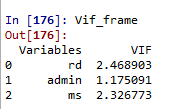 In [176]: Vif_frame
Out[176]:
Variables VIF
0 rd 2.468903
1 admin 1.175091
2 ms 2.326773